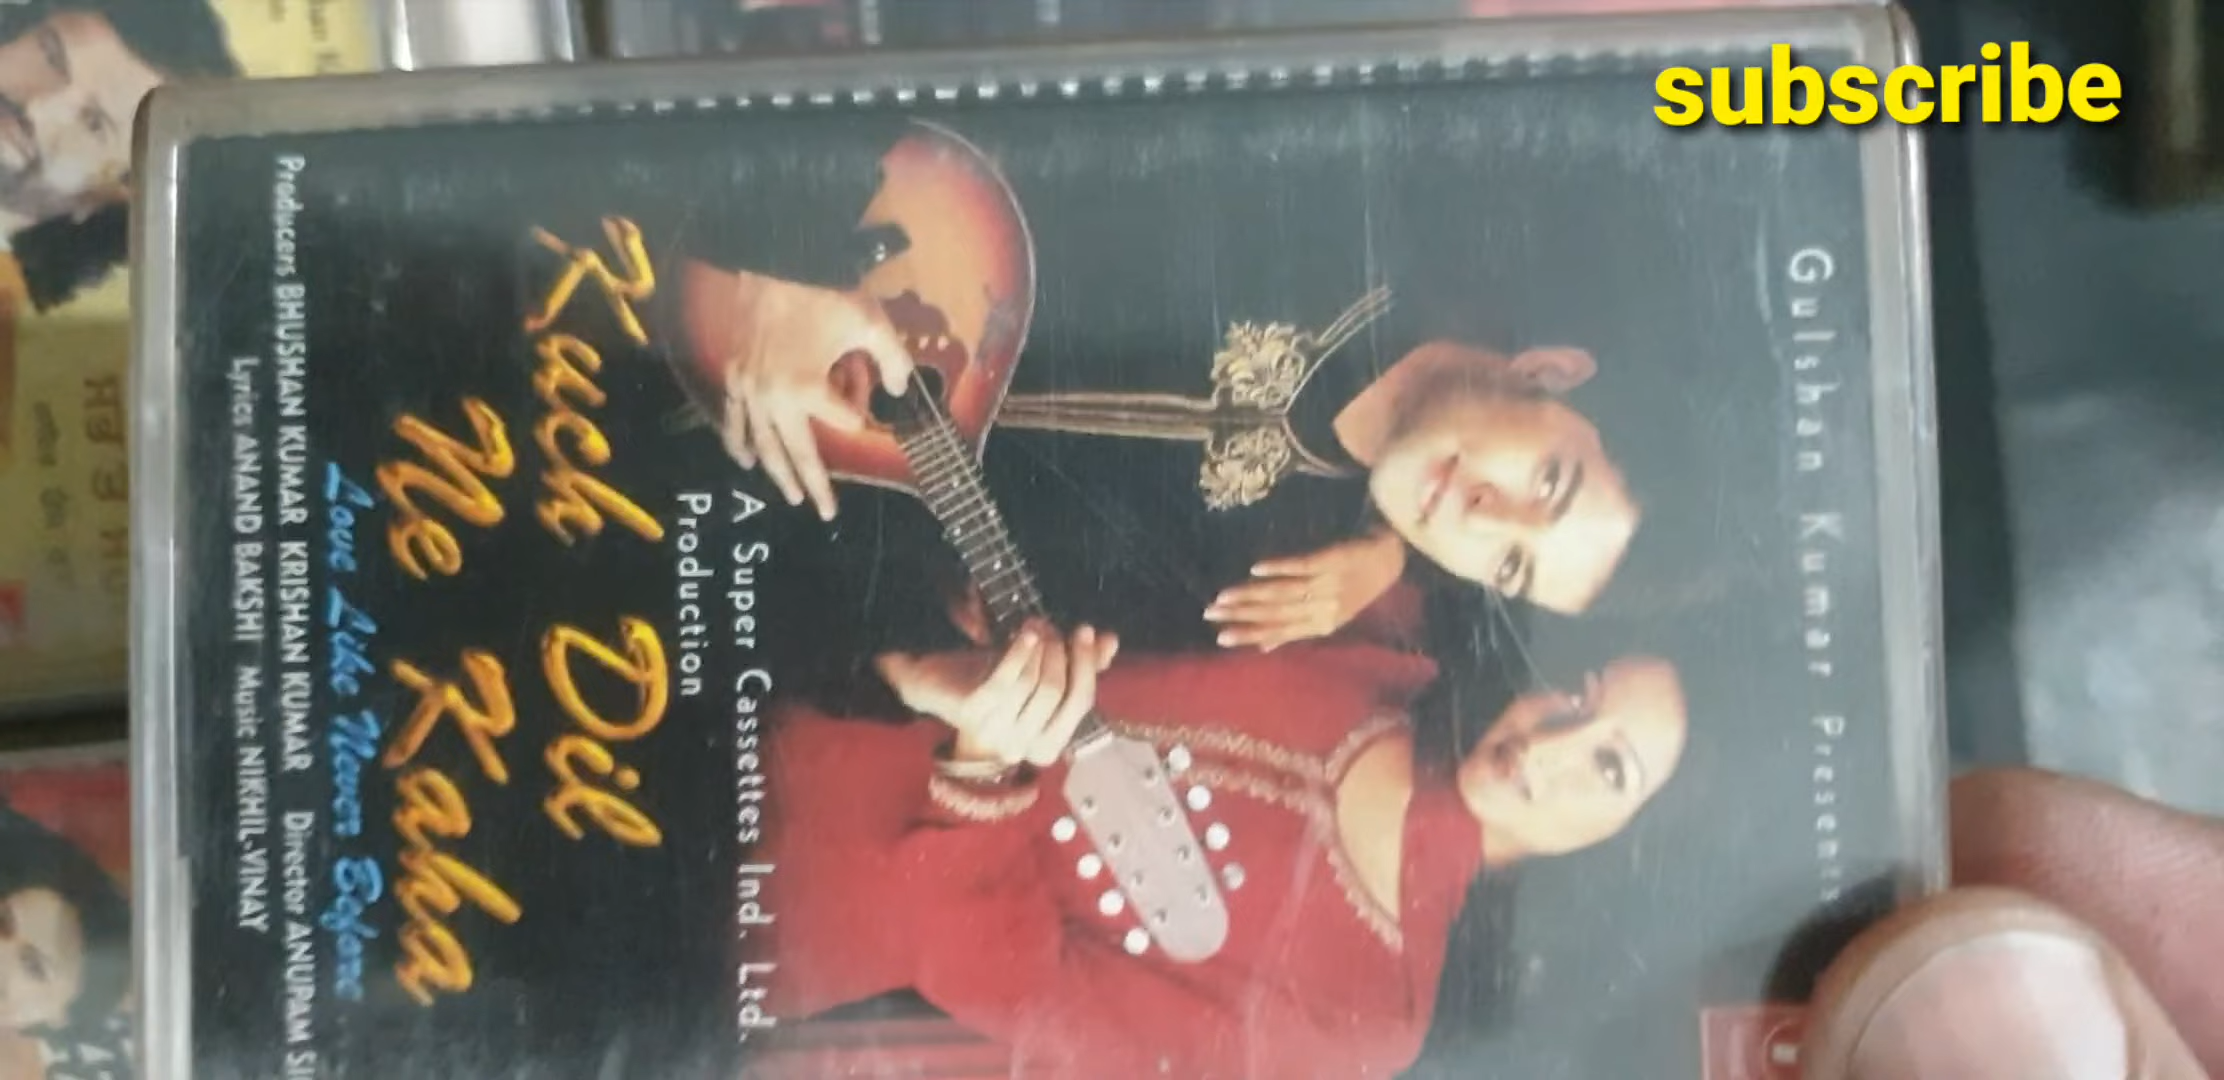 subscribe
Gulshan Kumar Presents
A Super Cassettes Ind. Ltd.
Production
Kuch Dil
Ne Kaha
Love Like Never Before
Producers BHUSHAN KUMAR KRISHAN KUMAR Director ANUPAM
Lyrics ANAND BAKSHI Music NIKHIL-VINAY